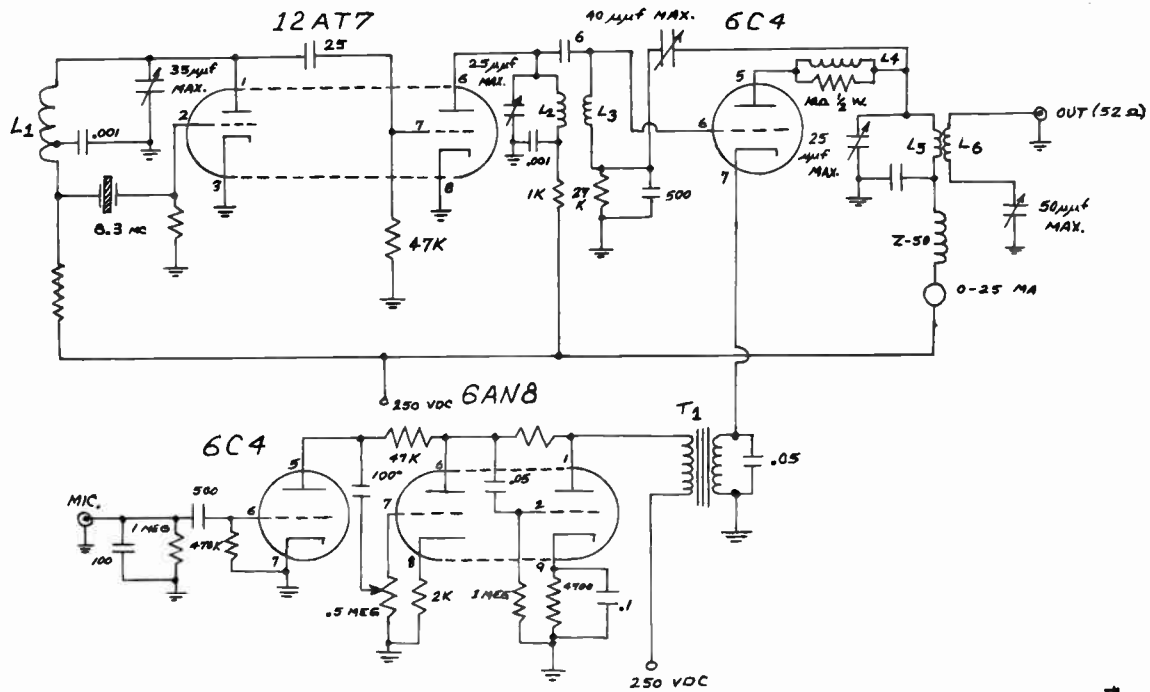 12AT7
40 µµf MAX.
6C4
25
35µµf
MAX.
1
2
3
L1
.001
8.3 MC
25µµf
MAX.
6
7
8
47K
6
L2
L3
.001
1K
27
K
500
5
6
7
L4
½ W.
25
µµf
MAX.
L5
L6
OUT (52 Ω)
50µµf
MAX.
Z-50
0-25 MA
250 VDC
6AN8
6C4
T1
.05
MIC.
100
1 MEG
500
470K
5
6
7
47K
100
.5 MEG
6
7
8
2K
.05
1
2
9
1 MEG
4700
.1
250 VDC